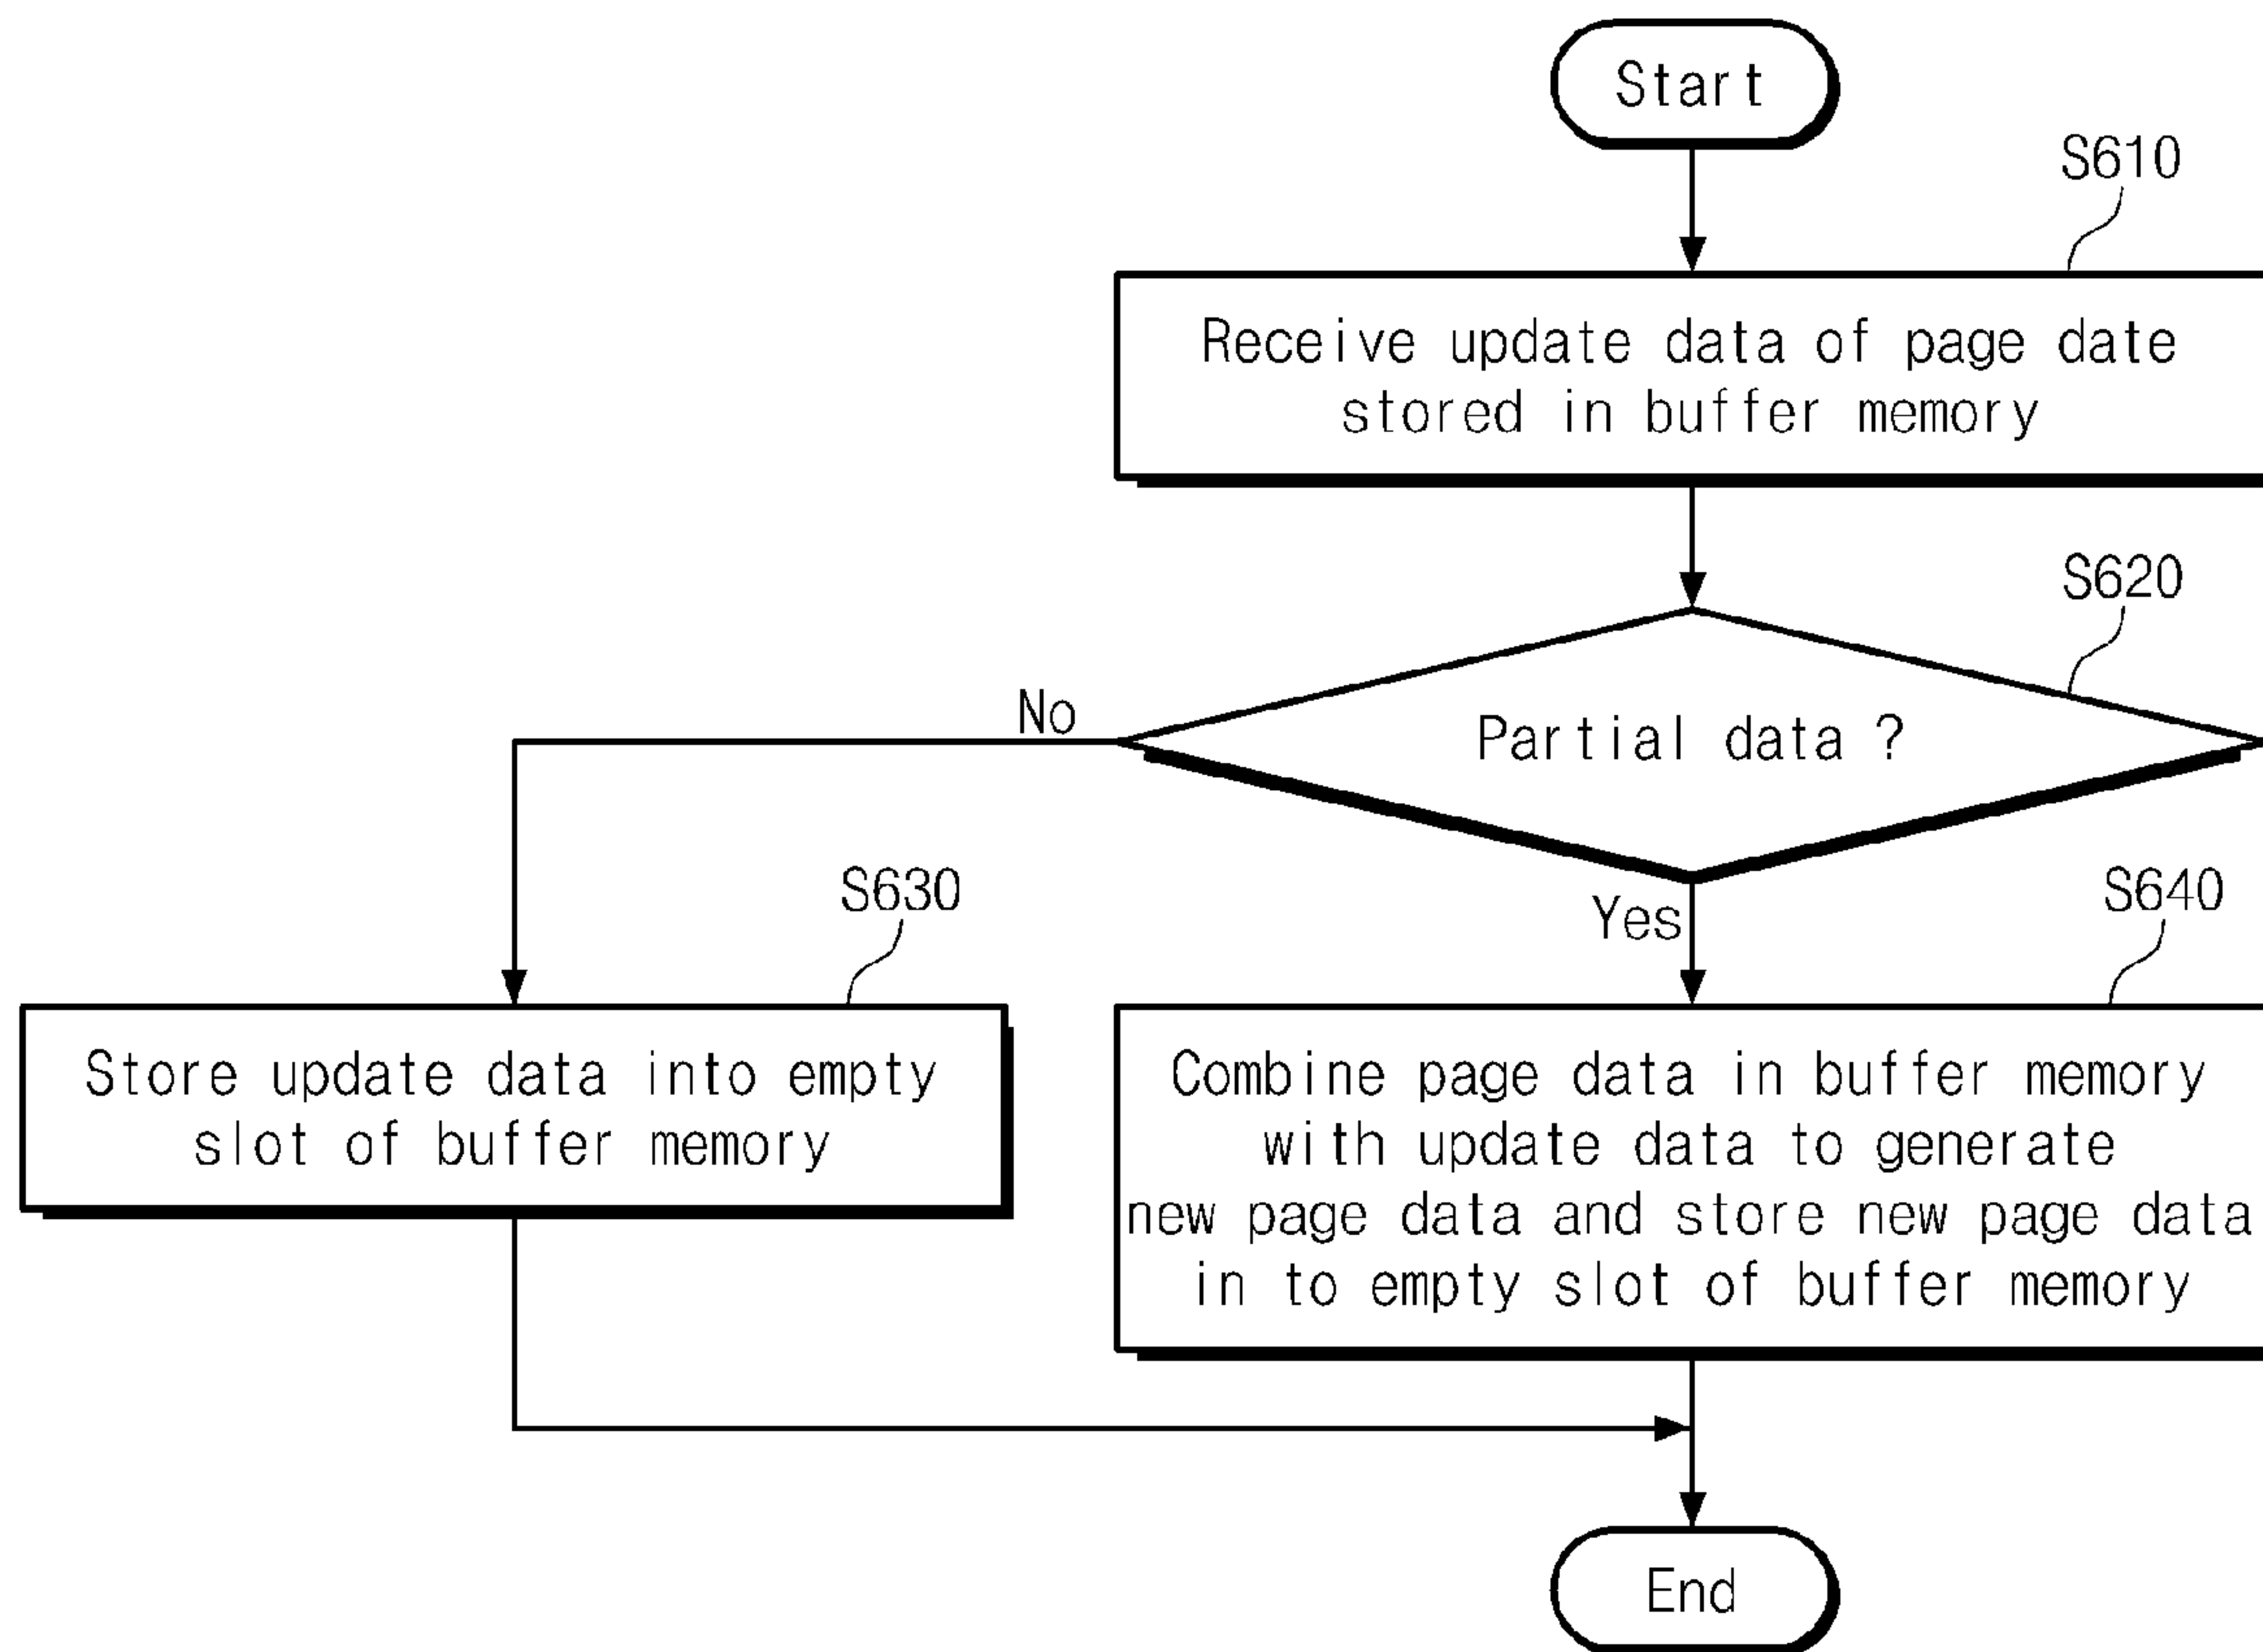 Start
S610
Receive update data of page date
stored in buffer memory
S620
Partial data ?
No
Yes
S630
Store update data into empty
slot of buffer memory
S640
Combine page data in buffer memory
with update data to generate
new page data and store new page data
in to empty slot of buffer memory
End